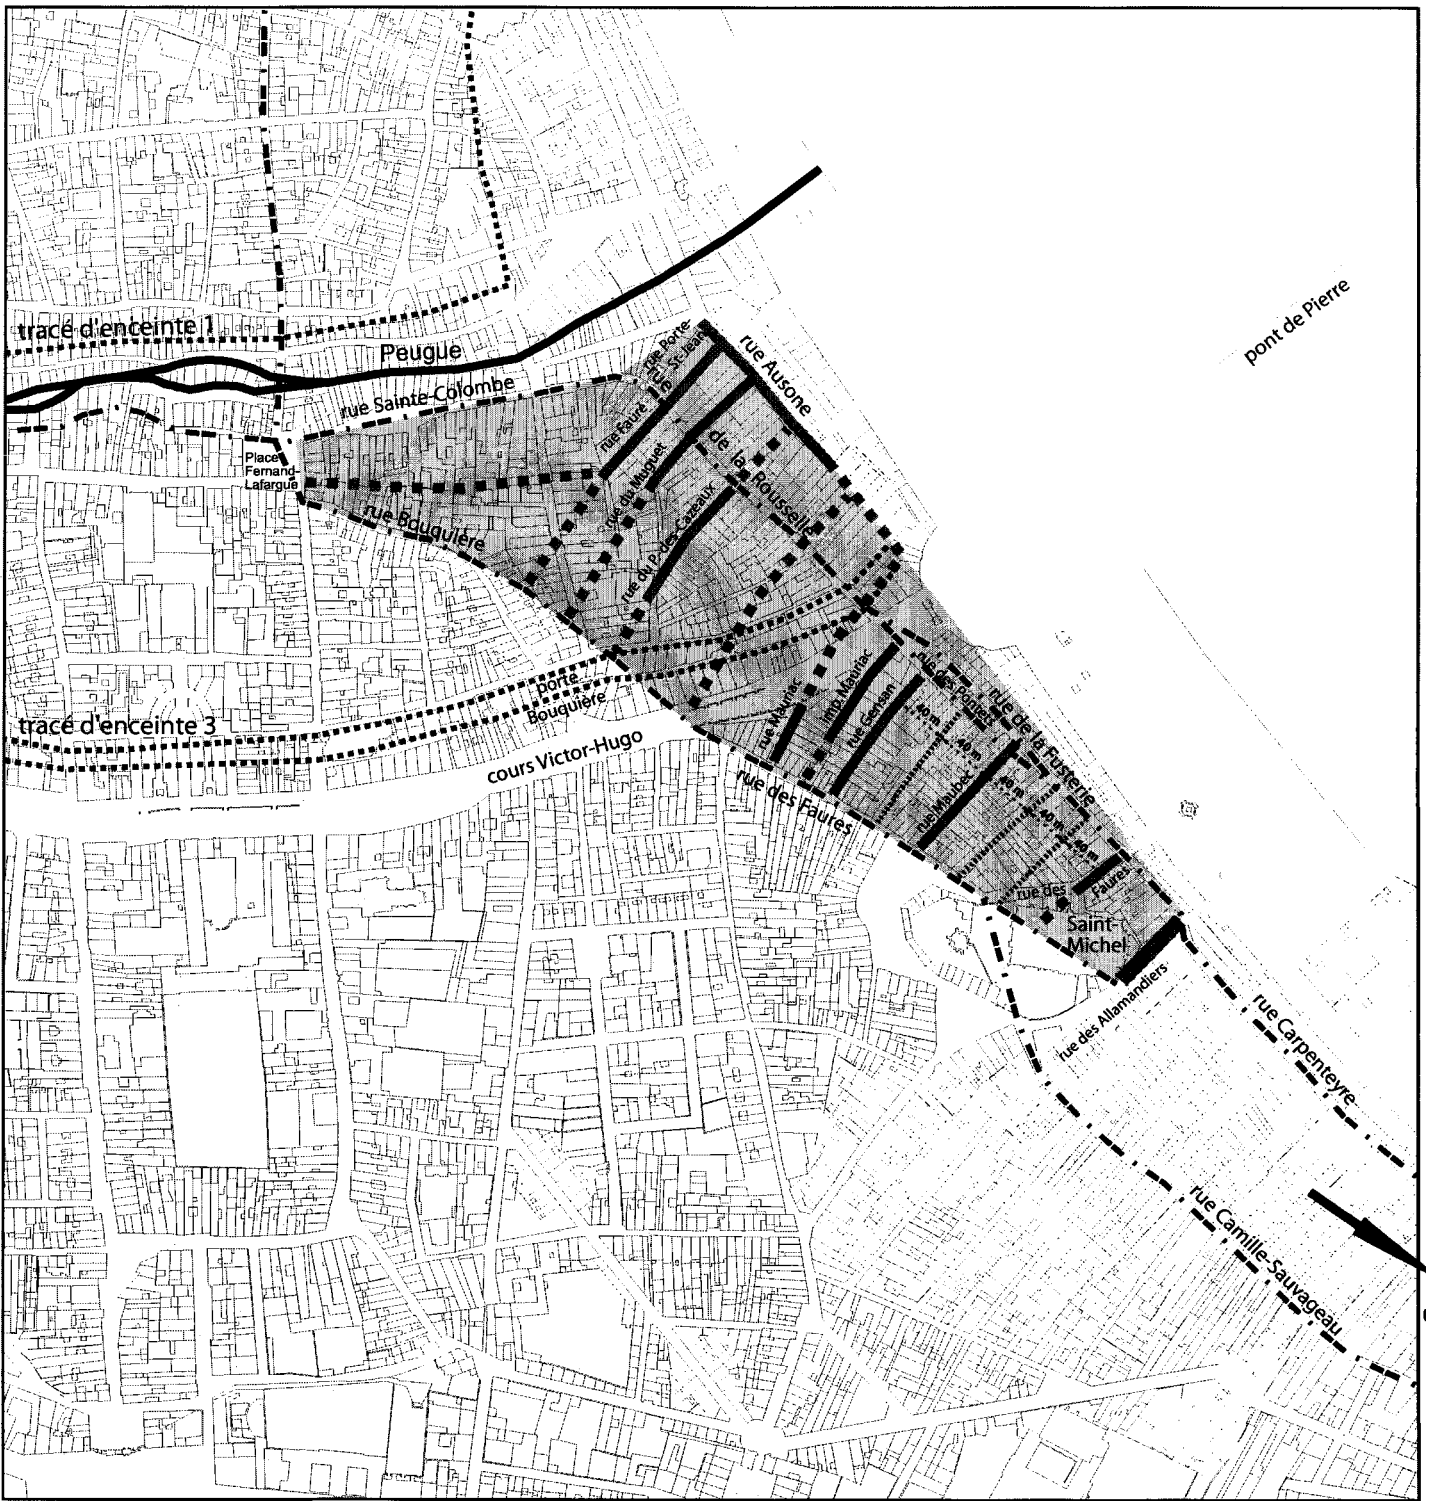 pont de Pierre
tracé d'enceinte 1
Peugue
rue Porte-
St-Jean
rue Ausone
rue Sainte-Colombe
rue Fauré
rue
de la Rousselle
Place
Fernand-
Lafargue
rue du Muguet
rue Bouquière
rue du P.-des-Cazeaux
porte
Bouquière
tracé d'enceinte 3
cours Victor-Hugo
rue Mauriac
imp. Mauriac
rue Gensan
rue de la Fusterie
40 m
40 m
40 m
40 m
rue des Faures
rue Maubec
rue des
Faures
Saint-
Michel
rue des Allamandiers
rue Carpenteyre
rue Camille-Sauvageau